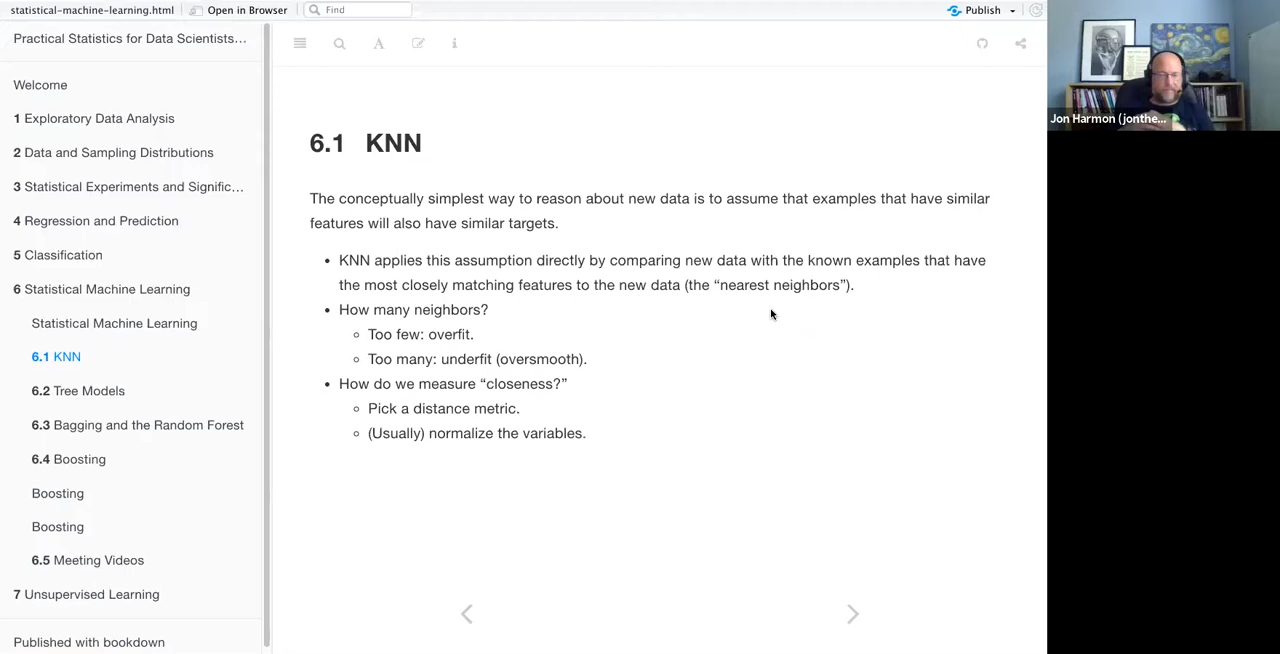 statistical-machine-learning.html
Open in Browser
Find
Publish
Practical Statistics for Data Scientists...
Welcome
1 Exploratory Data Analysis
2 Data and Sampling Distributions
3 Statistical Experiments and Signific...
4 Regression and Prediction
5 Classification
6 Statistical Machine Learning
Statistical Machine Learning
6.1 KNN
6.2 Tree Models
6.3 Bagging and the Random Forest
6.4 Boosting
Boosting
Boosting
6.5 Meeting Videos
7 Unsupervised Learning
Published with bookdown
6.1 KNN
The conceptually simplest way to reason about new data is to assume that examples that have similar
features will also have similar targets.
• KNN applies this assumption directly by comparing new data with the known examples that have
the most closely matching features to the new data (the “nearest neighbors”).
• How many neighbors?
◦ Too few: overfit.
◦ Too many: underfit (oversmooth).
• How do we measure “closeness?”
◦ Pick a distance metric.
◦ (Usually) normalize the variables.
Jon Harmon (jonthe...